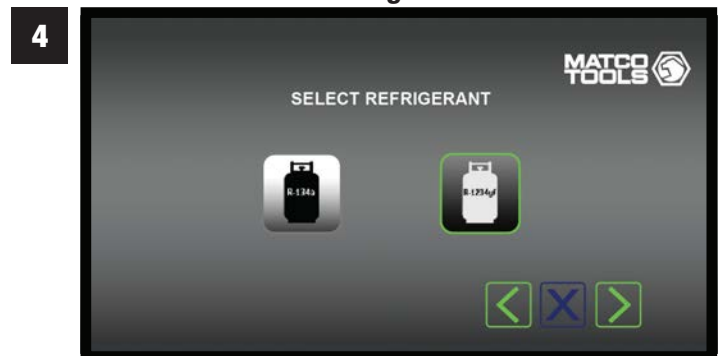 4
MATCO
TOOLS
SELECT REFRIGERANT
R-134a
R-1234yf